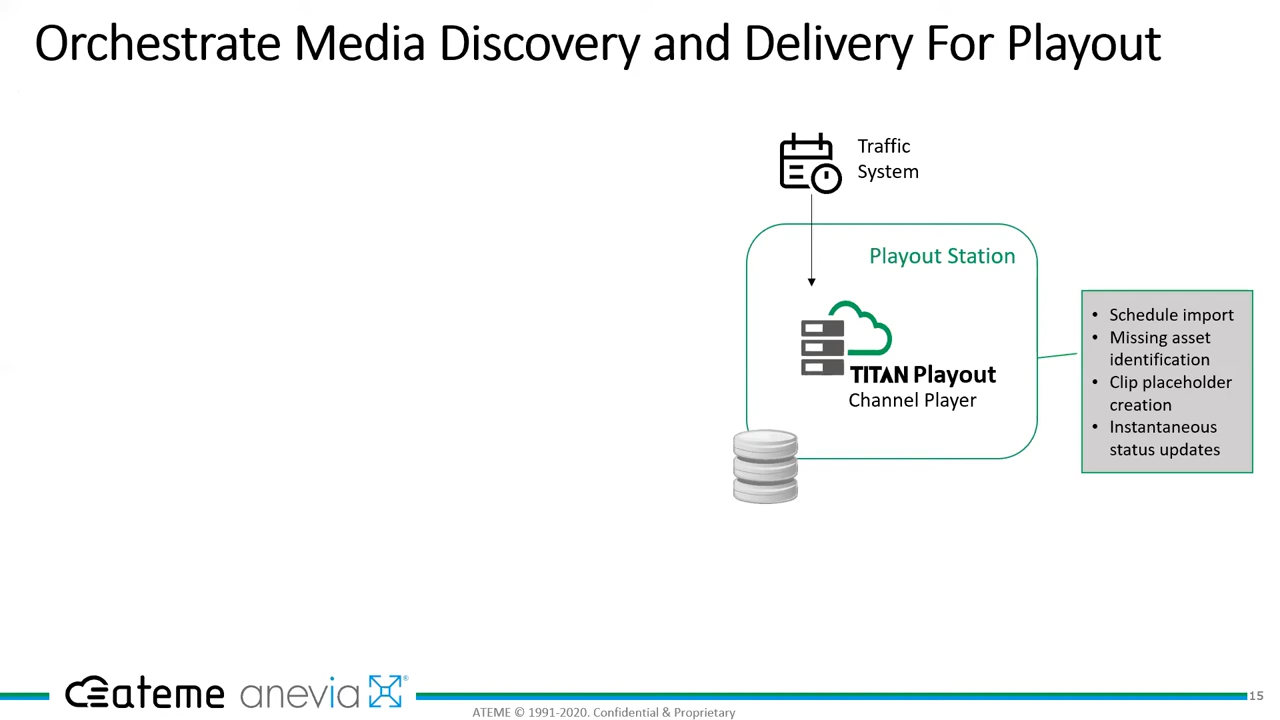 Orchestrate Media Discovery and Delivery For Playout
Traffic
System
Playout Station
TITAN Playout
Channel Player
• Schedule import
• Missing asset
identification
• Clip placeholder
creation
• Instantaneous
status updates
ateme anevia
ATEME © 1991-2020. Confidential & Proprietary
15